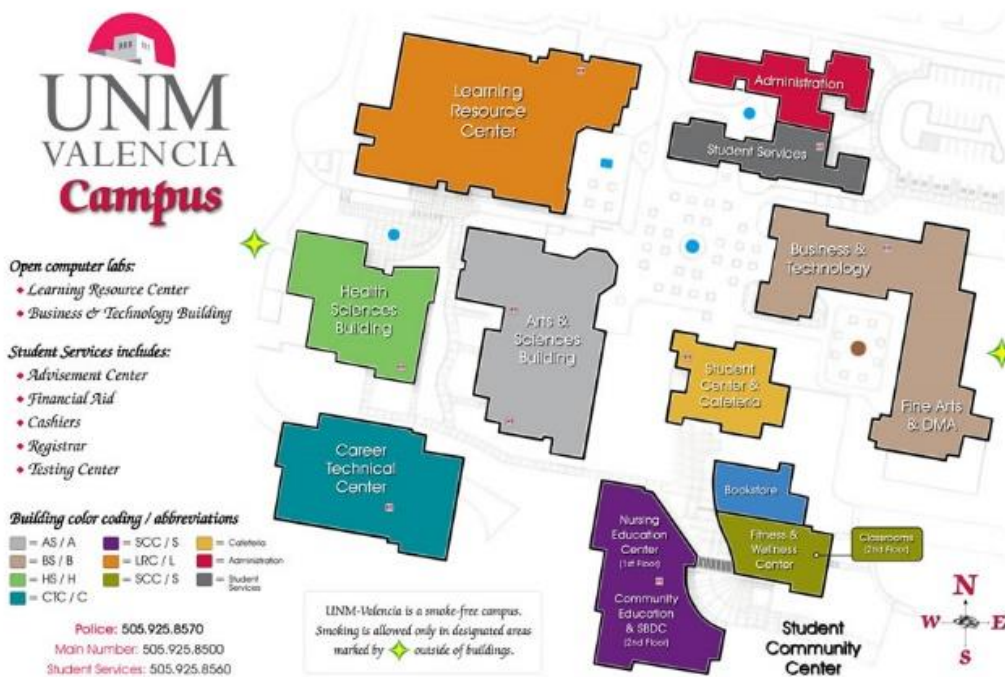 UNM
VALENCIA
Campus
Open computer labs:
Learning Resource Center
Business & Technology Building
Student Services includes:
Advisement Center
Financial Aid
Cashiers
Registrar
Testing Center
Building color coding / abbreviations
= AS / A
= BS / B
= HS / H
= CTC / C
= SCC / S
= LRC / L
= SCC / S
= Cafeteria
= Administration
= Student
Services
Police: 505.925.8570
Main Number: 505.925.8500
Student Services: 505.925.8560
UNM-Valencia is a smoke-free campus.
Smoking is allowed only in designated areas
marked by outside of buildings.
Learning
Resource
Center
Administration
Student Services
Business &
Technology
Health
Sciences
Building
Arts &
Sciences
Building
Student
Center &
Cafeteria
Fine Arts
& DMA
Career
Technical
Center
Bookstore
Nursing
Education
Center
(1st Floor)
Community
Education
& SBDC
(2nd Floor)
Fitness &
Wellness
Center
Classrooms
(2nd Floor)
Student
Community
Center
N
W E
S